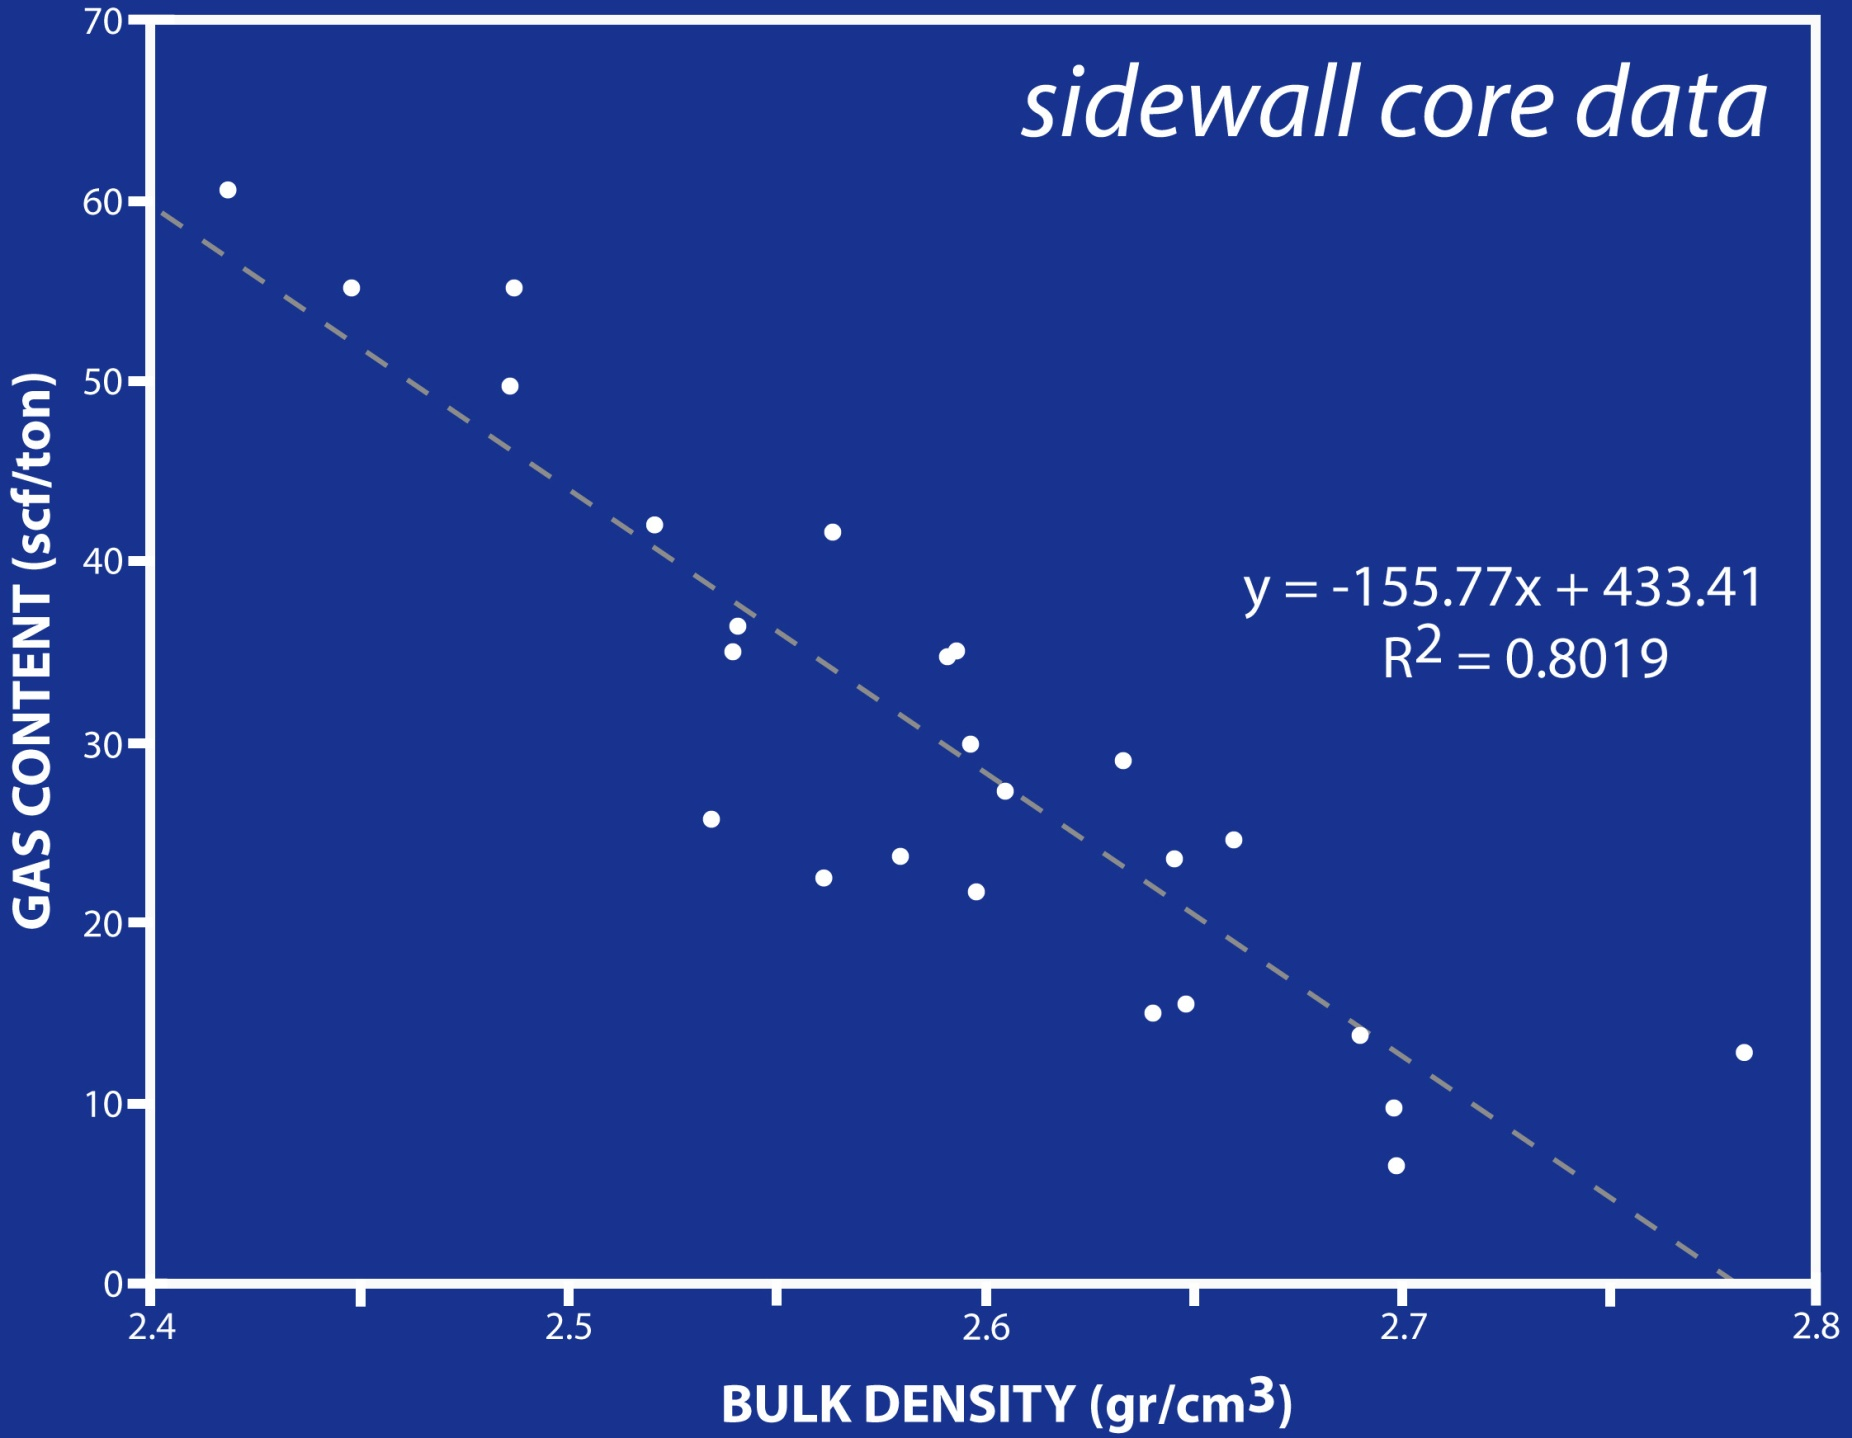 70
sidewall core data
60
50
40
y = -155.77x + 433.41
R² = 0.8019
30
20
10
0
GAS CONTENT (scf/ton)
2.4 2.5 2.6 2.7 2.8
BULK DENSITY (gr/cm³)